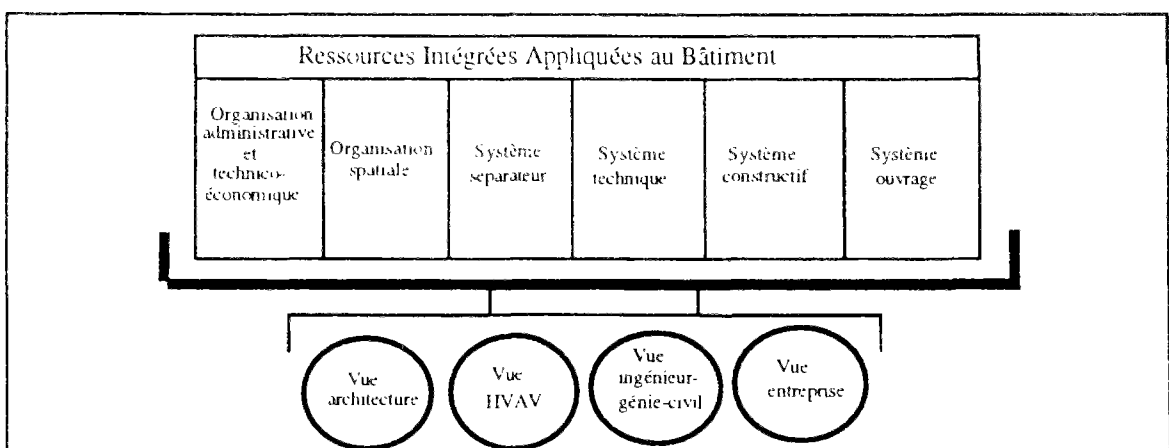 Ressources Intégrées Appliquées au Bâtiment
Organisation
administrative
et
technico-
économique
Organisation
spatiale
Système
séparateur
Système
technique
Système
constructif
Système
ouvrage
Vue
architecture
Vue
HVAV
Vue
ingénieur-
génie-civil
Vue
entreprise